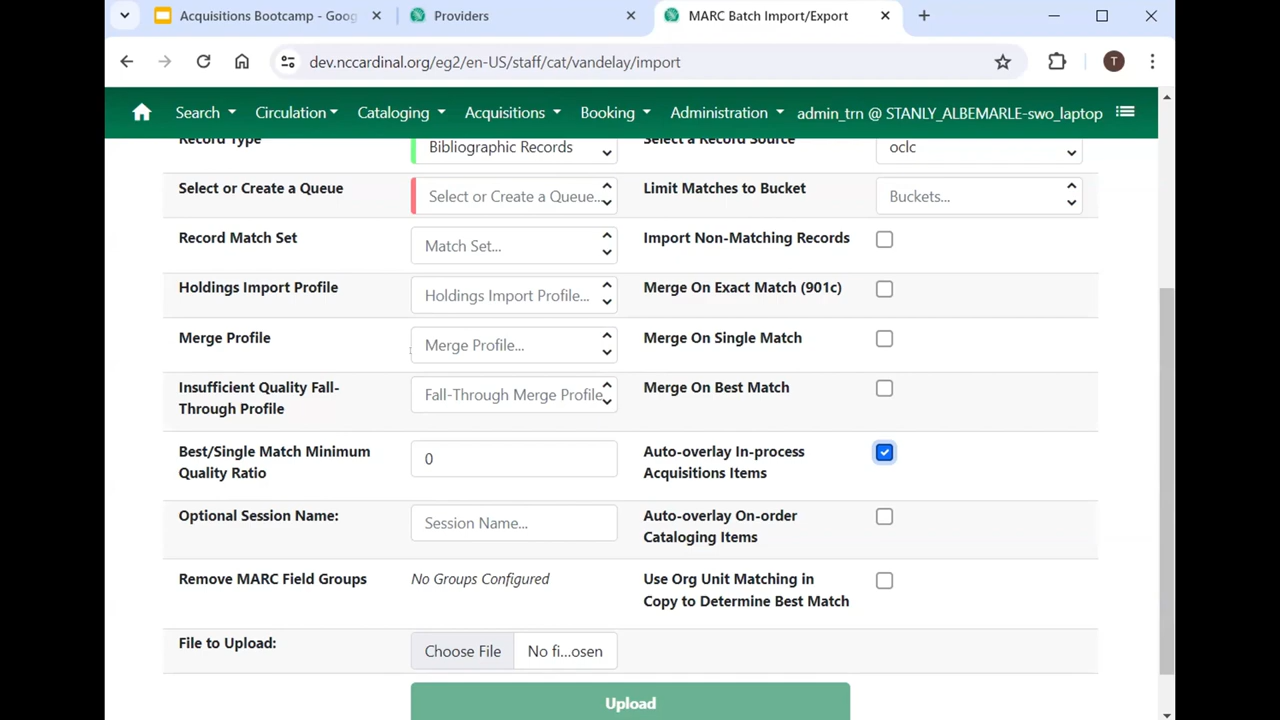 Acquisitions Bootcamp - Goog
Providers
MARC Batch Import/Export
dev.nccardinal.org/eg2/en-US/staff/cat/vandelay/import
T
Search
Circulation
Cataloging
Acquisitions
Booking
Administration
admin_trn @ STANLY_ALBEMARLE-swo_laptop
Record Type
Bibliographic Records
Select a Record Source
oclc
Select or Create a Queue
Select or Create a Queue...
Limit Matches to Bucket
Buckets...
Record Match Set
Match Set...
Import Non-Matching Records
Holdings Import Profile
Holdings Import Profile...
Merge On Exact Match (901c)
Merge Profile
Merge Profile...
Merge On Single Match
Insufficient Quality Fall-
Through Profile
Fall-Through Merge Profile
Merge On Best Match
Best/Single Match Minimum
Quality Ratio
0
Auto-overlay In-process
Acquisitions Items
Optional Session Name:
Session Name...
Auto-overlay On-order
Cataloging Items
Remove MARC Field Groups
No Groups Configured
Use Org Unit Matching in
Copy to Determine Best Match
File to Upload:
Choose File
No fi...osen
Upload